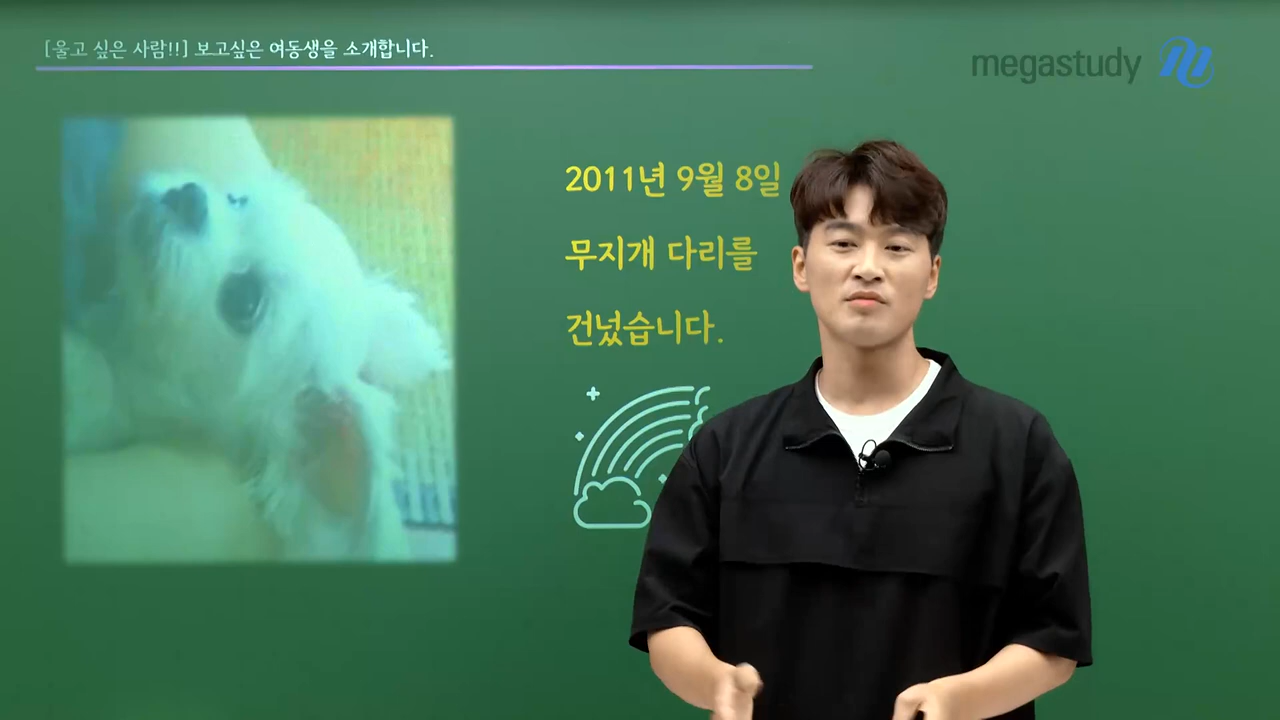 [울고 싶은 사람!!] 보고싶은 여동생을 소개합니다.
megastudy
2011년 9월 8일
무지개 다리를
건넜습니다.